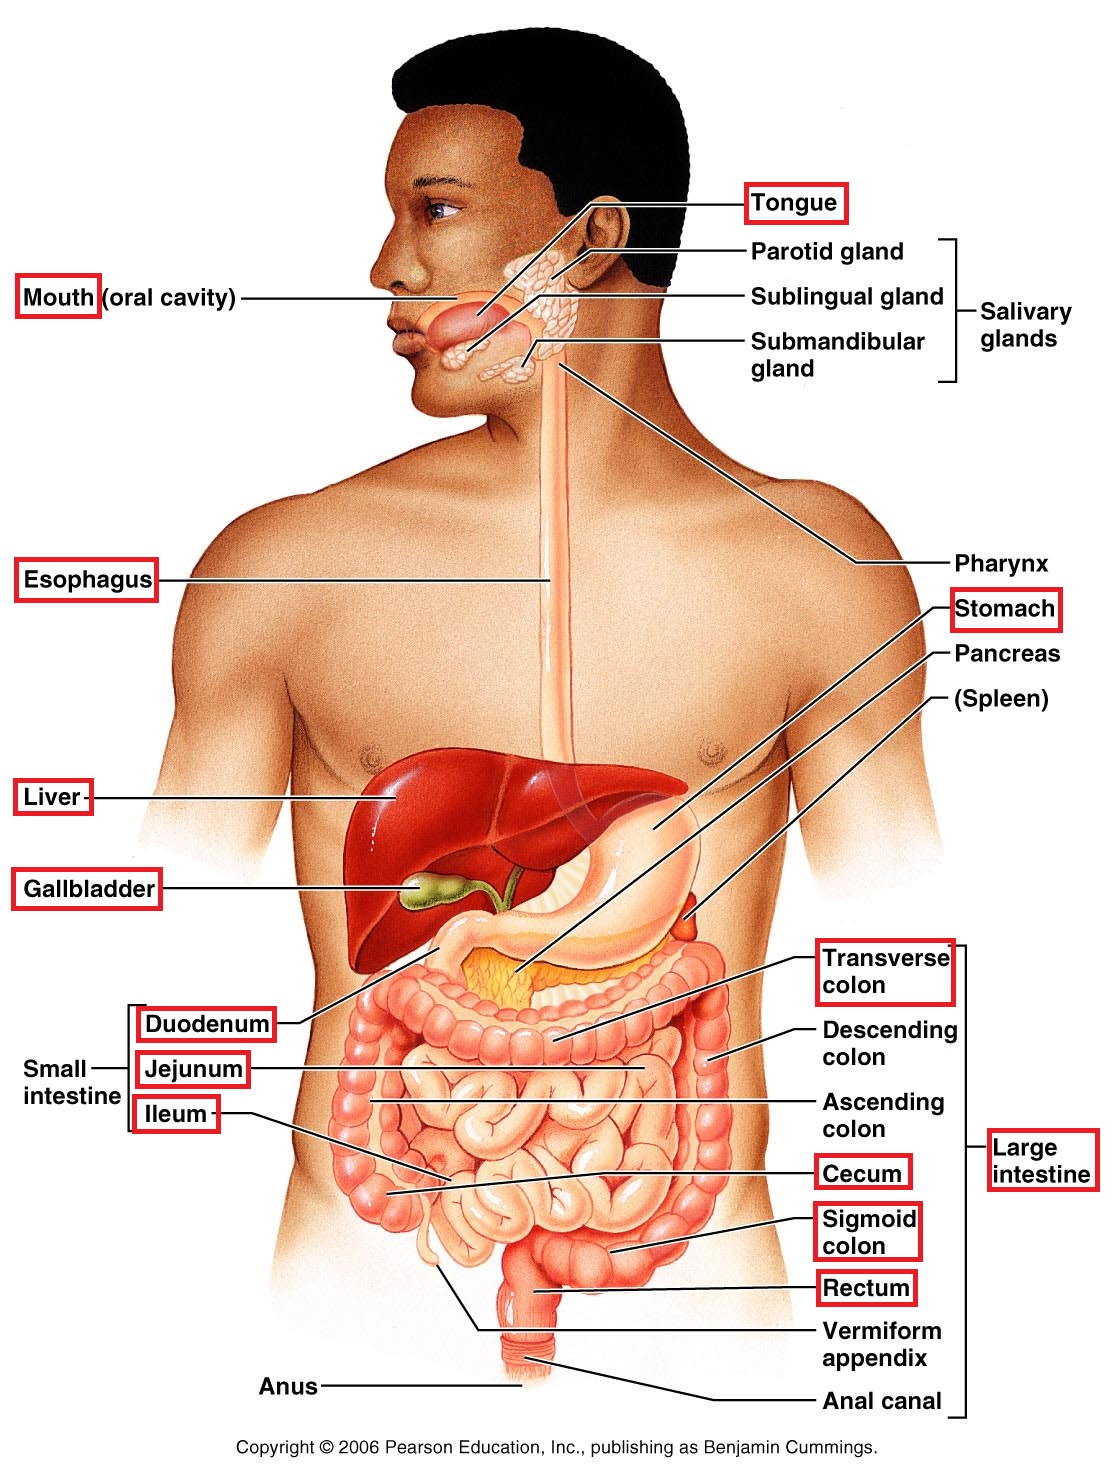 Tongue
Parotid gland
Mouth (oral cavity)
Sublingual gland
Salivary
glands
Submandibular
gland
Pharynx
Esophagus
Stomach
Pancreas
(Spleen)
Liver
Gallbladder
Transverse
colon
Duodenum
Descending
colon
Small
intestine
Jejunum
Ileum
Ascending
colon
Large
intestine
Cecum
Sigmoid
colon
Rectum
Vermiform
appendix
Anus
Anal canal
Copyright © 2006 Pearson Education, Inc., publishing as Benjamin Cummings.